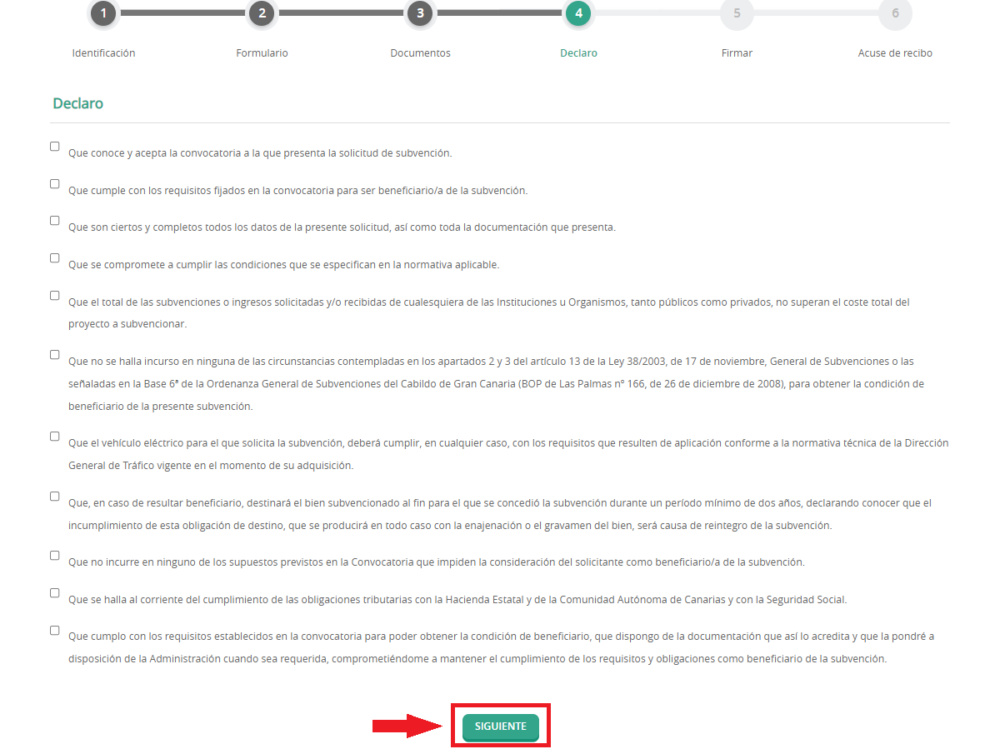 1 2 3 4 5 6
Identificación Formulario Documentos Declaro Firmar Acuse de recibo
Declaro
Que conoce y acepta la convocatoria a la que presenta la solicitud de subvención.
Que cumple con los requisitos fijados en la convocatoria para ser beneficiario/a de la subvención.
Que son ciertos y completos todos los datos de la presente solicitud, así como toda la documentación que presenta.
Que se compromete a cumplir las condiciones que se especifican en la normativa aplicable.
Que el total de las subvenciones o ingresos solicitadas y/o recibidas de cualesquiera de las Instituciones u Organismos, tanto públicos como privados, no superan el coste total del
proyecto a subvencionar.
Que no se halla incurso en ninguna de las circunstancias contempladas en los apartados 2 y 3 del artículo 13 de la Ley 38/2003, de 17 de noviembre, General de Subvenciones o las
señaladas en la Base 6ª de la Ordenanza General de Subvenciones del Cabildo de Gran Canaria (BOP de Las Palmas nº 166, de 26 de diciembre de 2008), para obtener la condición de
beneficiario de la presente subvención.
Que el vehículo eléctrico para el que solicita la subvención, deberá cumplir, en cualquier caso, con los requisitos que resulten de aplicación conforme a la normativa técnica de la Dirección
General de Tráfico vigente en el momento de su adquisición.
Que, en caso de resultar beneficiario, destinará el bien subvencionado al fin para el que se concedió la subvención durante un período mínimo de dos años, declarando conocer que el
incumplimiento de esta obligación de destino, que se producirá en todo caso con la enajenación o el gravamen del bien, será causa de reintegro de la subvención.
Que no incurre en ninguno de los supuestos previstos en la Convocatoria que impiden la consideración del solicitante como beneficiario/a de la subvención.
Que se halla al corriente del cumplimiento de las obligaciones tributarias con la Hacienda Estatal y de la Comunidad Autónoma de Canarias y con la Seguridad Social.
Que cumplo con los requisitos establecidos en la convocatoria para poder obtener la condición de beneficiario, que dispongo de la documentación que así lo acredita y que la pondré a
disposición de la Administración cuando sea requerida, comprometiéndome a mantener el cumplimiento de los requisitos y obligaciones como beneficiario de la subvención.
SIGUIENTE